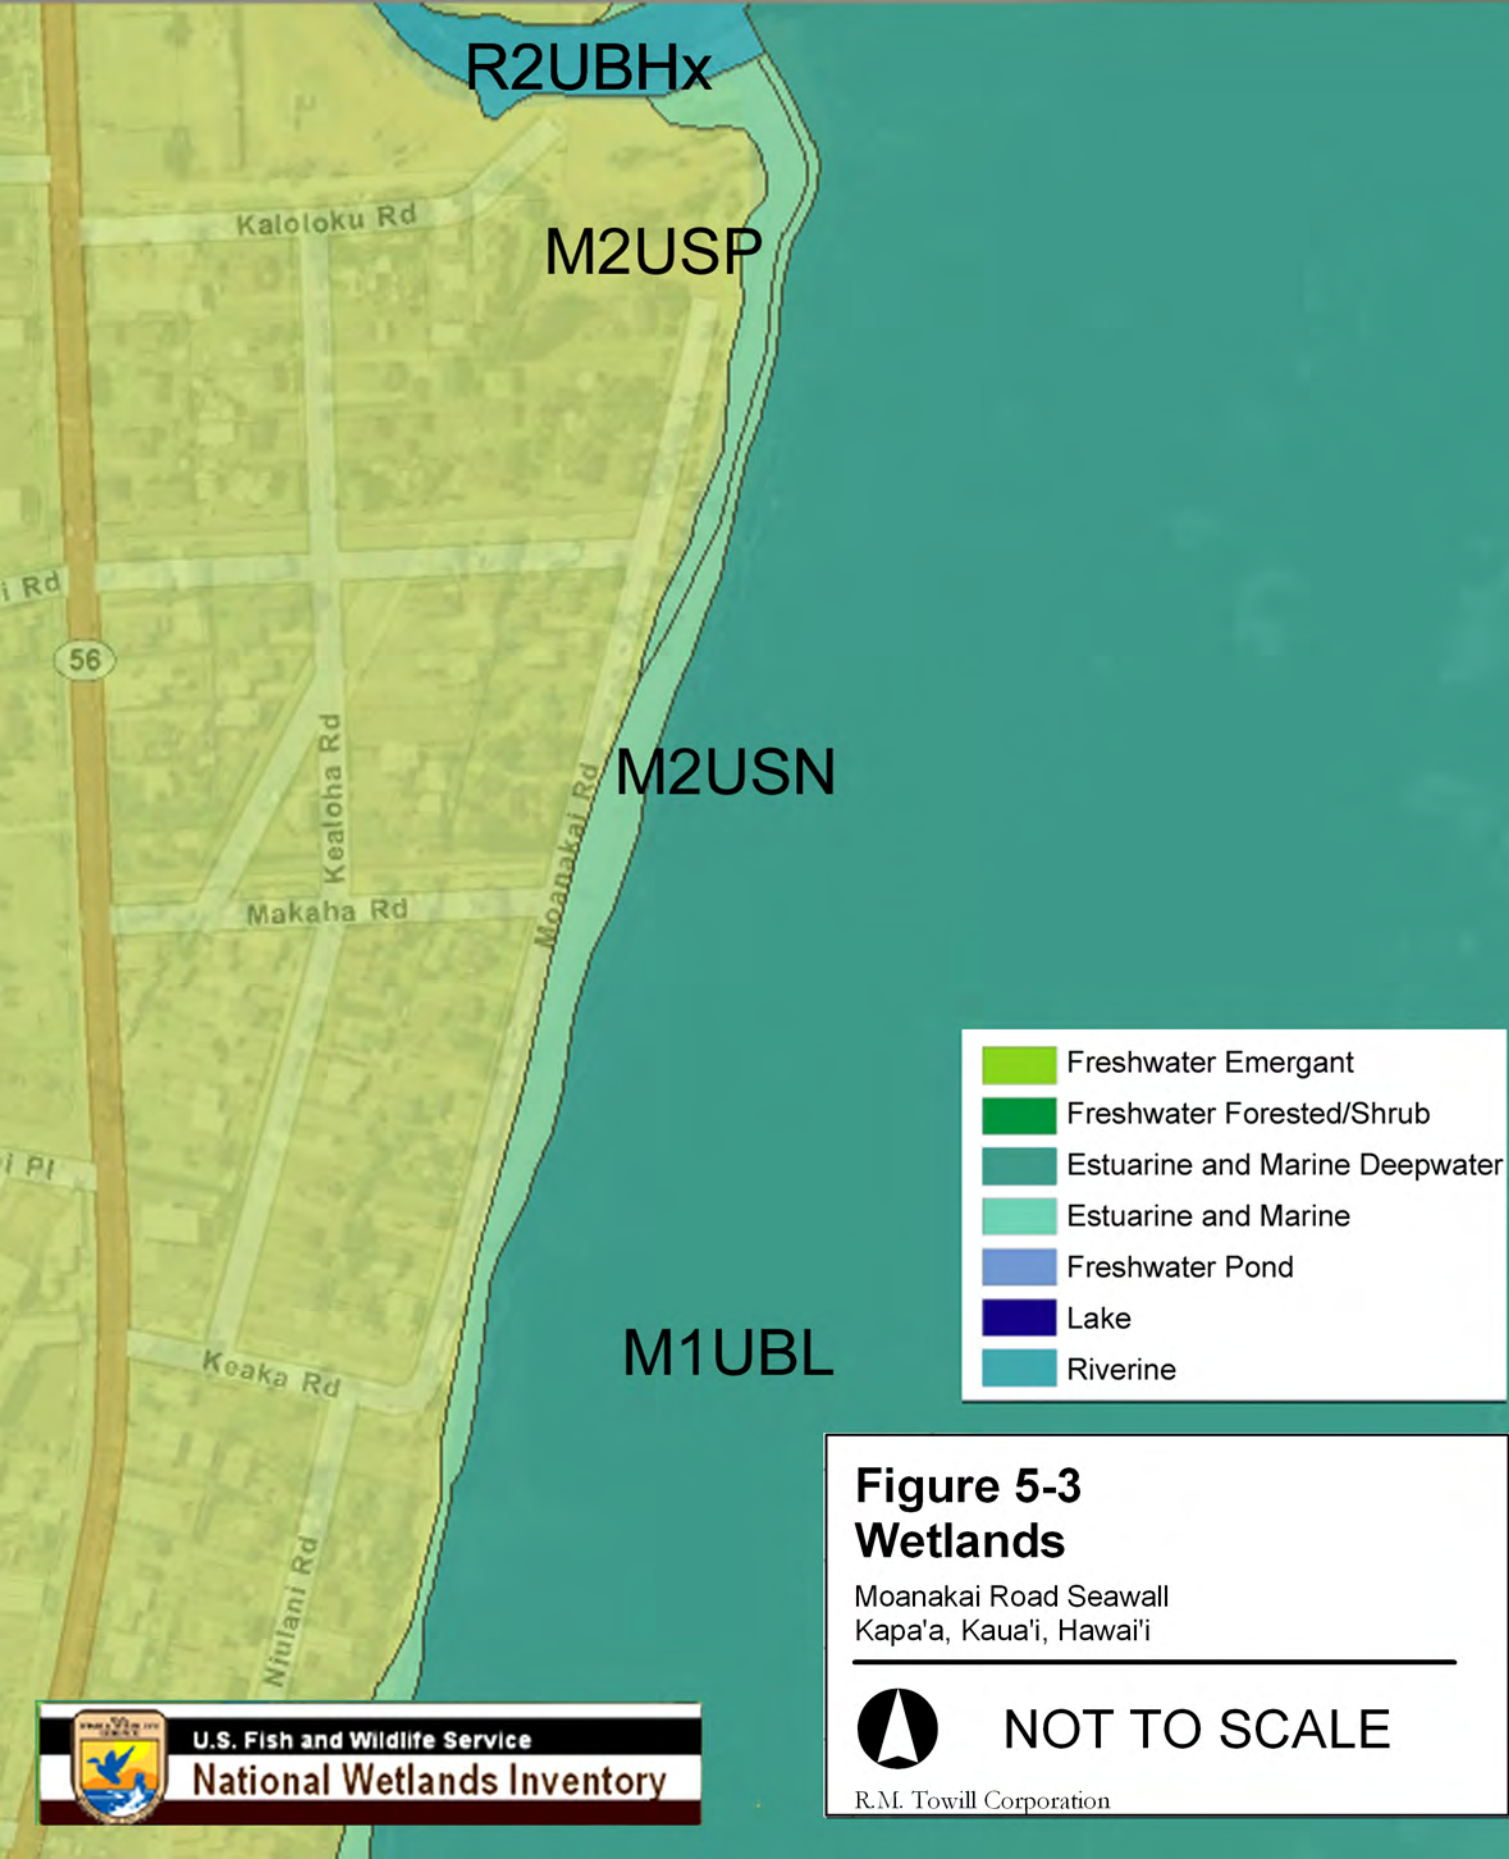 R2UBHx
Kaloloku Rd
M2USP
i Rd
56
Kealoha Rd
Moanakai Rd
M2USN
Makaha Rd
Freshwater Emergant
Freshwater Forested/Shrub
Estuarine and Marine Deepwater
Estuarine and Marine
Freshwater Pond
Lake
Riverine
i Pl
M1UBL
Keaka Rd
Niulani Rd
Figure 5-3
Wetlands
Moanakai Road Seawall
Kapa'a, Kaua'i, Hawai'i
NOT TO SCALE
R.M. Towill Corporation
U.S. Fish and Wildlife Service
National Wetlands Inventory